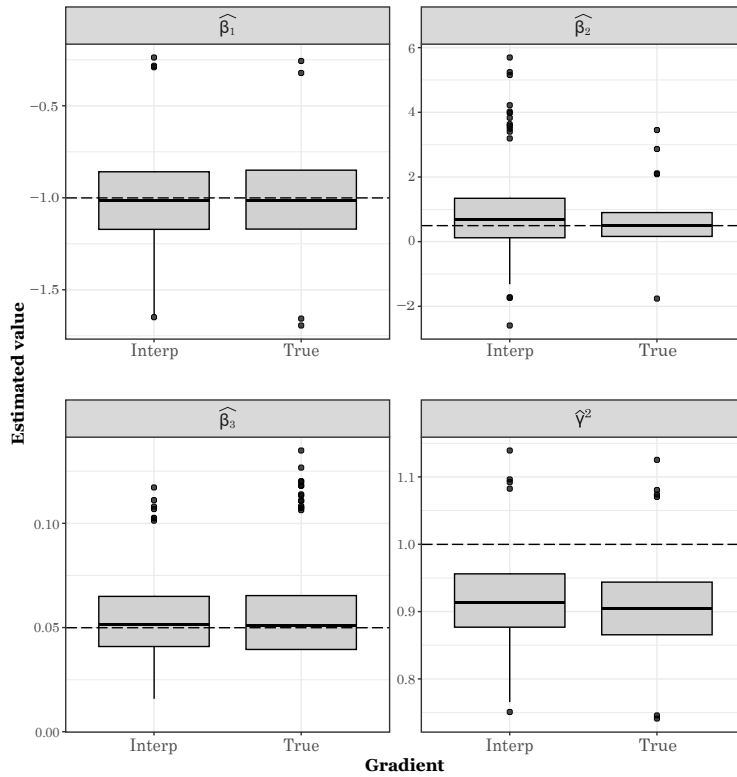 β̂₁
β̂₂
−0.5
−1.0
−1.5
6
4
2
0
−2
Interp
True
Interp
True
Estimated value
β̂₃
γ̂²
0.10
0.05
0.00
1.1
1.0
0.9
0.8
Interp
True
Interp
True
Gradient